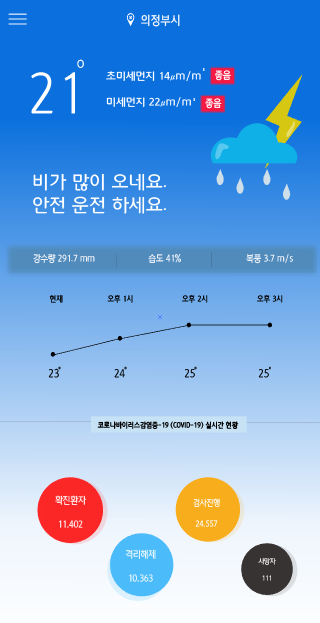 의정부시
21°
초미세먼지 14㎍m/m³ 좋음
미세먼지 22㎍m/m³ 좋음
비가 많이 오네요.
안전 운전 하세요.
강수량 291.7 mm 습도 41% 북풍 3.7 m/s
현재 오후 1시 오후 2시 오후 3시
23° 24° 25° 25°
코로나바이러스감염증-19 (COVID-19) 실시간 현황
확진환자
11,402
검사진행
24,557
격리해제
10,363
사망자
111